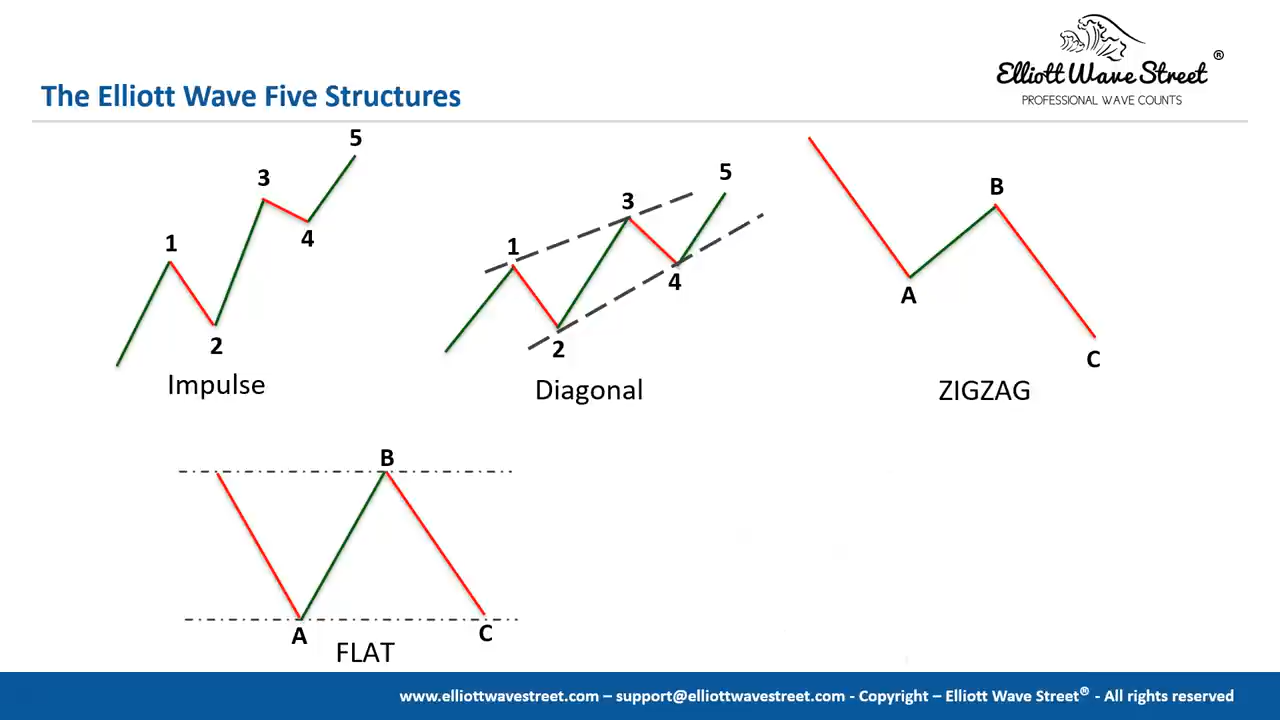 Elliott Wave Street ®
PROFESSIONAL WAVE COUNTS
The Elliott Wave Five Structures
1
2
3
4
5
Impulse
1
2
3
4
5
Diagonal
A
B
C
ZIGZAG
A
B
C
FLAT
www.elliottwavestreet.com – support@elliottwavestreet.com - Copyright – Elliott Wave Street® - All rights reserved